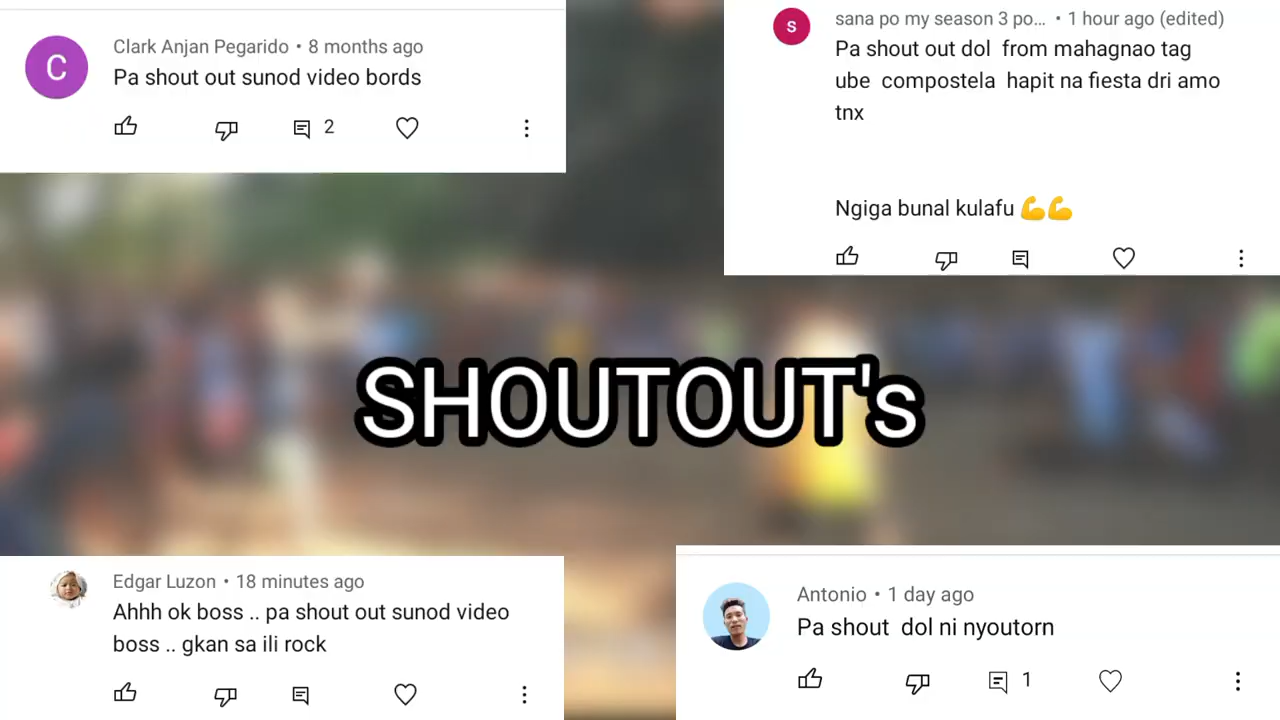 C
Clark Anjan Pegarido • 8 months ago
Pa shout out sunod video bords
2
S
sana po my season 3 po... • 1 hour ago (edited)
Pa shout out dol from mahagnao tag
ube compostela hapit na fiesta dri amo
tnx
Ngiga bunal kulafu 💪💪
SHOUTOUT's
Edgar Luzon • 18 minutes ago
Ahhh ok boss .. pa shout out sunod video
boss .. gkan sa ili rock
Antonio • 1 day ago
Pa shout dol ni nyoutorn
1